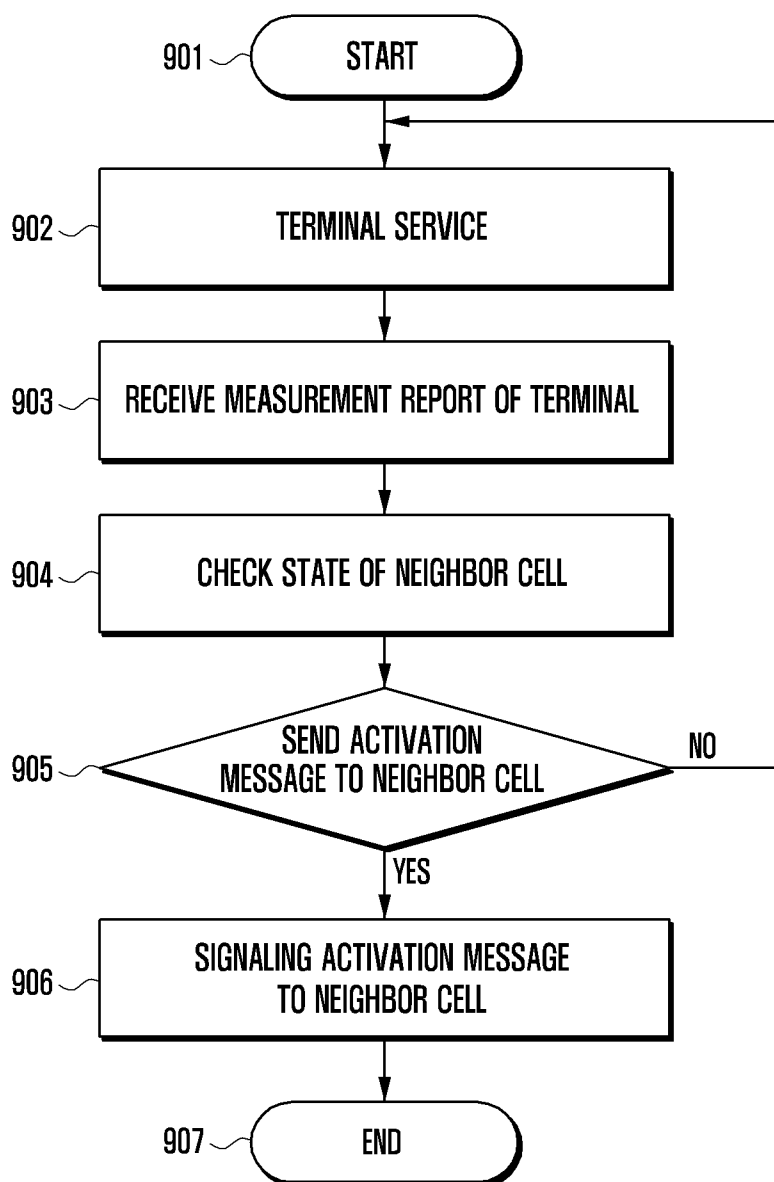 901
START
902
TERMINAL SERVICE
903
RECEIVE MEASUREMENT REPORT OF TERMINAL
904
CHECK STATE OF NEIGHBOR CELL
905
SEND ACTIVATION
MESSAGE TO NEIGHBOR CELL
NO
YES
906
SIGNALING ACTIVATION MESSAGE
TO NEIGHBOR CELL
907
END